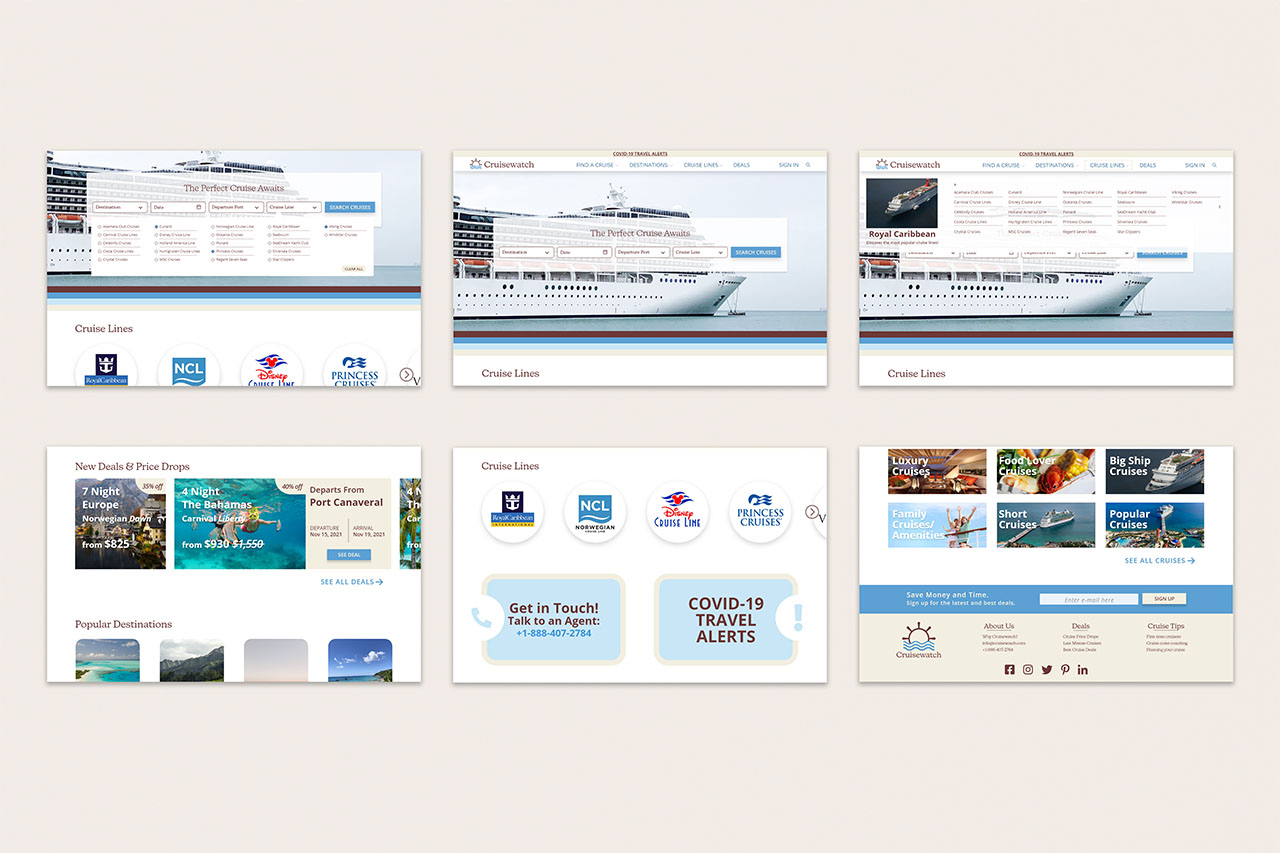 The Perfect Cruise Awaits
Destination
Date
Departure Port
Cruise Line
SEARCH CRUISES
Azamara Club Cruises
Cunard
Norwegian Cruise Line
Royal Caribbean
Viking Cruises
Carnival Cruise Lines
Disney Cruise Line
Oceania Cruises
Seabourn
Windstar Cruises
Celebrity Cruises
Holland America Line
Ponant
SeaDream Yacht Club
Costa Cruise Lines
Hurtigruten Cruise Lines
Princess Cruises
Silversea Cruises
Crystal Cruises
MSC Cruises
Regent Seven Seas
Star Clippers
CLEAR ALL
Cruise Lines
RoyalCaribbean
NCL
Disney
CRUISE LINE
PRINCESS
CRUISES
COVID-19 TRAVEL ALERTS
Cruisewatch
FIND A CRUISE
DESTINATIONS
CRUISE LINES
DEALS
SIGN IN
The Perfect Cruise Awaits
Destination
Date
Departure Port
Cruise Line
SEARCH CRUISES
Cruise Lines
COVID-19 TRAVEL ALERTS
Cruisewatch
FIND A CRUISE
DESTINATIONS
CRUISE LINES
DEALS
SIGN IN
Royal Caribbean
Discover the most popular cruise lines!
Azamara Club Cruises
Cunard
Norwegian Cruise Line
Royal Caribbean
Viking Cruises
Carnival Cruise Lines
Disney Cruise Line
Oceania Cruises
Seabourn
Windstar Cruises
Celebrity Cruises
Holland America Line
Ponant
SeaDream Yacht Club
Costa Cruise Lines
Hurtigruten Cruise Lines
Princess Cruises
Silversea Cruises
Crystal Cruises
MSC Cruises
Regent Seven Seas
Star Clippers
Cruise Lines
New Deals & Price Drops
35% off
7 Night
Europe
Norwegian Dawn
from $825
40% off
4 Night
The Bahamas
Carnival Liberty
from $930 $1,550
Departs From
Port Canaveral
DEPARTURE
Nov 15, 2021
ARRIVAL
Nov 19, 2021
SEE DEAL
SEE ALL DEALS
Popular Destinations
Cruise Lines
RoyalCaribbean
INTERNATIONAL
NCL
NORWEGIAN
CRUISE LINE
Disney
CRUISE LINE
PRINCESS
CRUISES
Get in Touch!
Talk to an Agent:
+1-888-407-2784
COVID-19
TRAVEL
ALERTS
Luxury
Cruises
Food Lover
Cruises
Big Ship
Cruises
Family
Cruises/
Amenities
Short
Cruises
Popular
Cruises
SEE ALL CRUISES
Save Money and Time.
Sign up for the latest and best deals.
Enter e-mail here
SIGN UP
Cruisewatch
About Us
Why Cruisewatch?
info@cruisewatch.com
+1-888-407-2784
Deals
Cruise Price Drops
Last Minute Cruises
Best Cruise Deals
Cruise Tips
First time cruisers
Cruise cone coaching
Planning your cruise